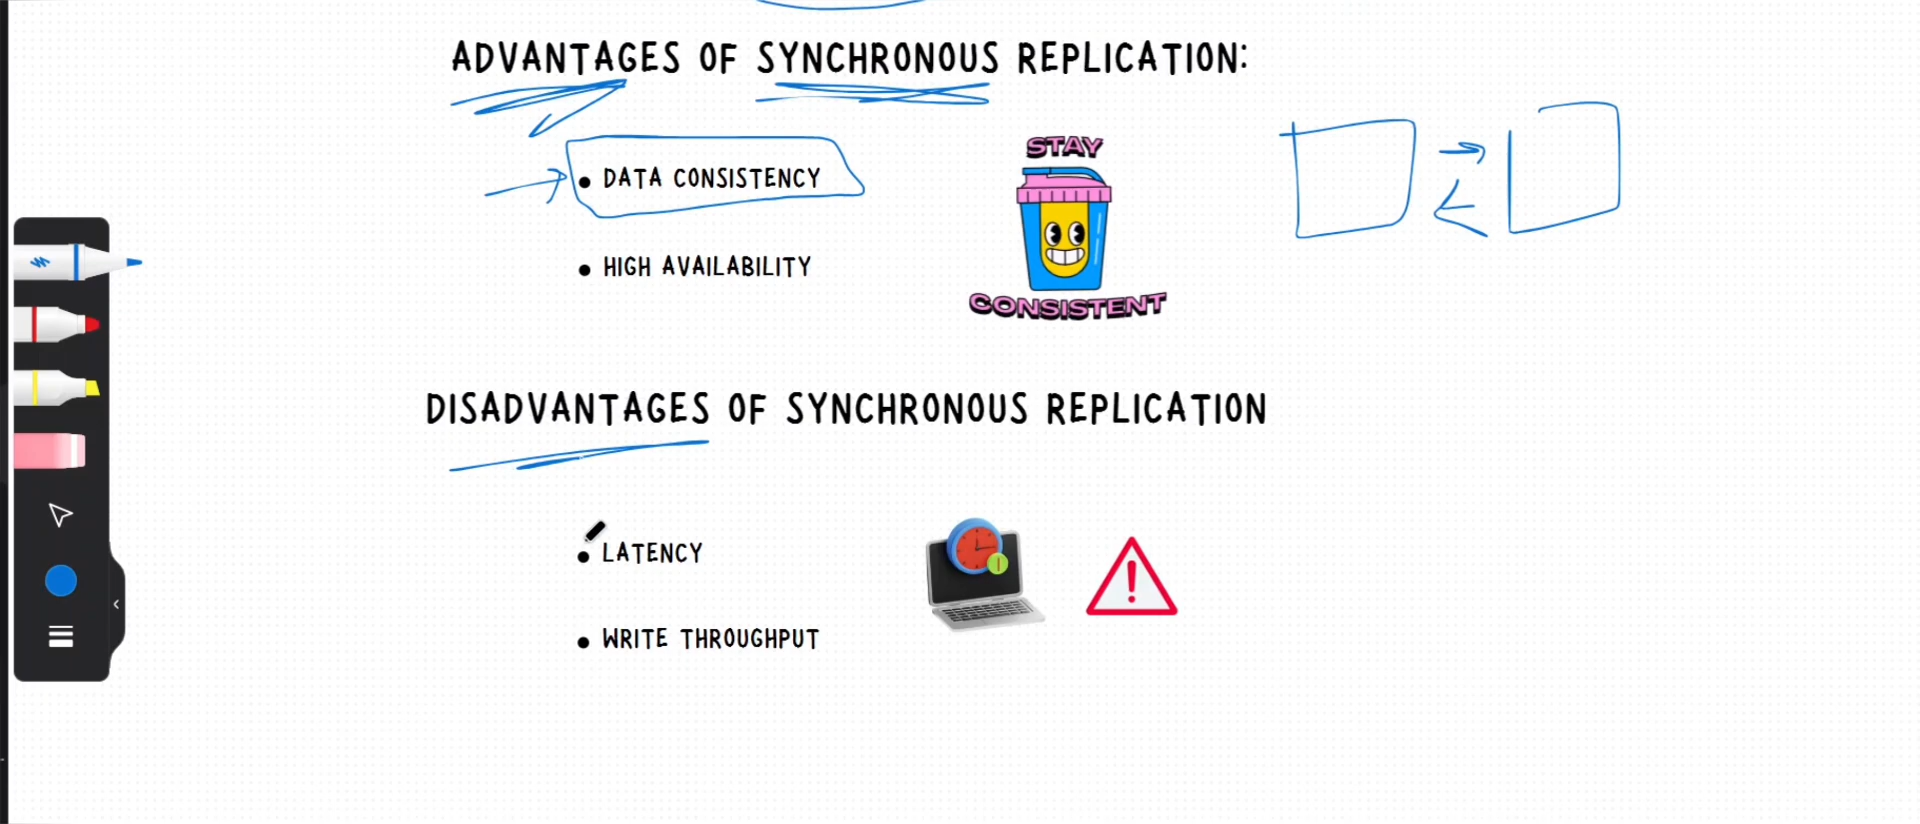 ADVANTAGES OF SYNCHRONOUS REPLICATION:
• DATA CONSISTENCY
• HIGH AVAILABILITY
STAY
CONSISTENT
DISADVANTAGES OF SYNCHRONOUS REPLICATION
• LATENCY
• WRITE THROUGHPUT